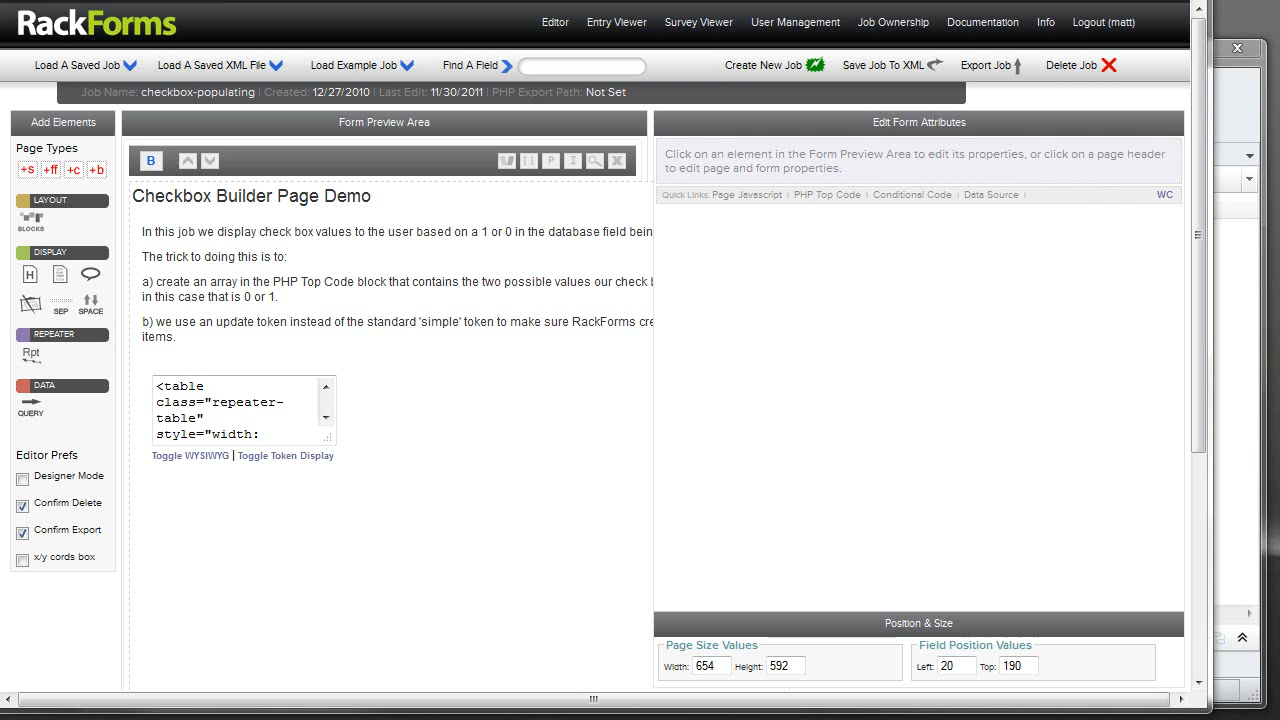 RackForms
Editor Entry Viewer Survey Viewer User Management Job Ownership Documentation Info Logout (matt)
Load A Saved Job Load A Saved XML File Load Example Job Find A Field Create New Job Save Job To XML Export Job Delete Job
Job Name: checkbox-populating | Created: 12/27/2010 | Last Edit: 11/30/2011 | PHP Export Path: Not Set
Add Elements
Form Preview Area
Edit Form Attributes
Page Types
+s +ff +c +b
LAYOUT
BLOCKS
DISPLAY
H
SEP SPACE
REPEATER
Rpt
DATA
QUERY
Editor Prefs
Designer Mode
Confirm Delete
Confirm Export
x/y cords box
B [ ] P I X
Checkbox Builder Page Demo
In this job we display check box values to the user based on a 1 or 0 in the database field bein
The trick to doing this is to:
a) create an array in the PHP Top Code block that contains the two possible values our check b
in this case that is 0 or 1.
b) we use an update token instead of the standard 'simple' token to make sure RackForms cre
items.
<table
class="repeater-
table"
style="width:
Toggle WYSIWYG | Toggle Token Display
Click on an element in the Form Preview Area to edit its properties, or click on a page header
to edit page and form properties.
Quick Links: Page Javascript | PHP Top Code | Conditional Code | Data Source | WC
Position & Size
Page Size Values
Width: 654 Height: 592
Field Position Values
Left: 20 Top: 190